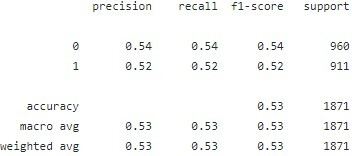 precision recall f1-score support
0 0.54 0.54 0.54 960
1 0.52 0.52 0.52 911
accuracy 0.53 1871
macro avg 0.53 0.53 0.53 1871
weighted avg 0.53 0.53 0.53 1871